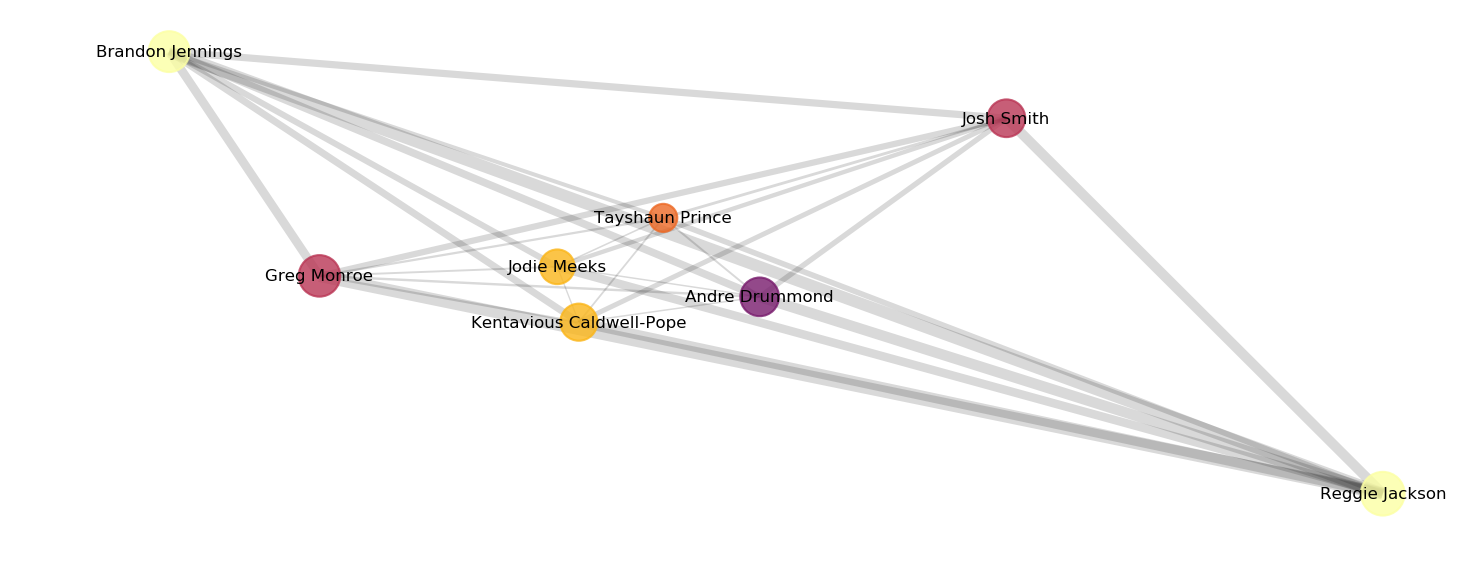 Brandon Jennings
Josh Smith
Tayshaun Prince
Jodie Meeks
Greg Monroe
Andre Drummond
Kentavious Caldwell-Pope
Reggie Jackson